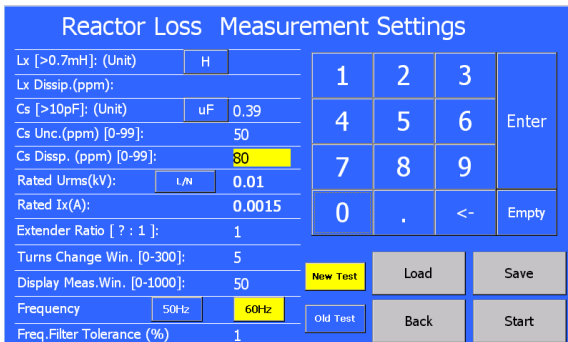 Reactor Loss Measurement Settings
Lx [>0.7mH]: (Unit) H
Lx Dissip.(ppm):
Cs [>10pF]: (Unit) uF 0.39
Cs Unc.(ppm) [0-99]: 50
Cs Dissp. (ppm) [0-99]: 80
Rated Urms(kV): L/N 0.01
Rated Ix(A): 0.0015
Extender Ratio [ ? : 1 ]: 1
Turns Change Win. [0-300]: 5
Display Meas.Win. [0-1000]: 50
Frequency 50Hz 60Hz
Freq.Filter Tolerance (%) 1
1 2 3
4 5 6 Enter
7 8 9
0 . <- Empty
New Test Load Save
Old Test Back Start